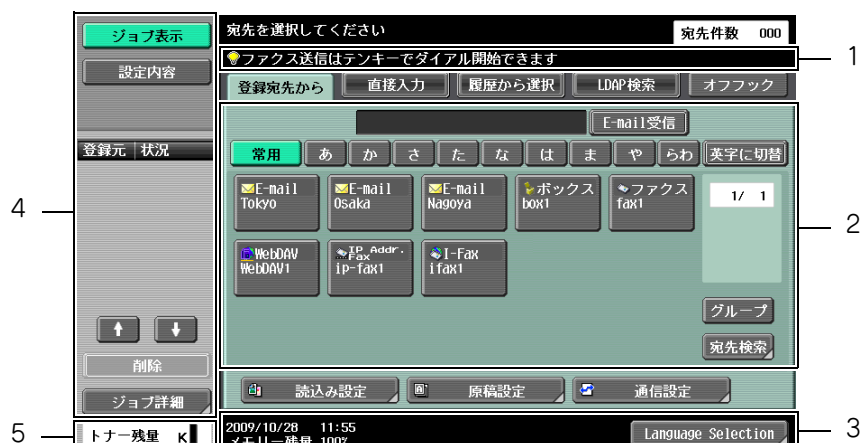 ジョブ表示
設定内容
登録元 状況
削除
ジョブ詳細
トナー残量 K
宛先を選択してください
宛先件数 000
ファクス送信はテンキーでダイアル開始できます
登録宛先から 直接入力 履歴から選択 LDAP検索 オフフック
E-mail受信
常用 あ か さ た な は ま や らわ 英字に切替
E-mail E-mail E-mail ボックス ファクス
Tokyo Osaka Nagoya box1 fax1
1/ 1
WebDAV IP Addr. Fax I-Fax
WebDAV1 ip-fax1 ifax1
グループ
宛先検索
読込み設定 原稿設定 通信設定
2009/10/28 11:55
メモリー残量 100%
Language Selection
1
2
3
4
5